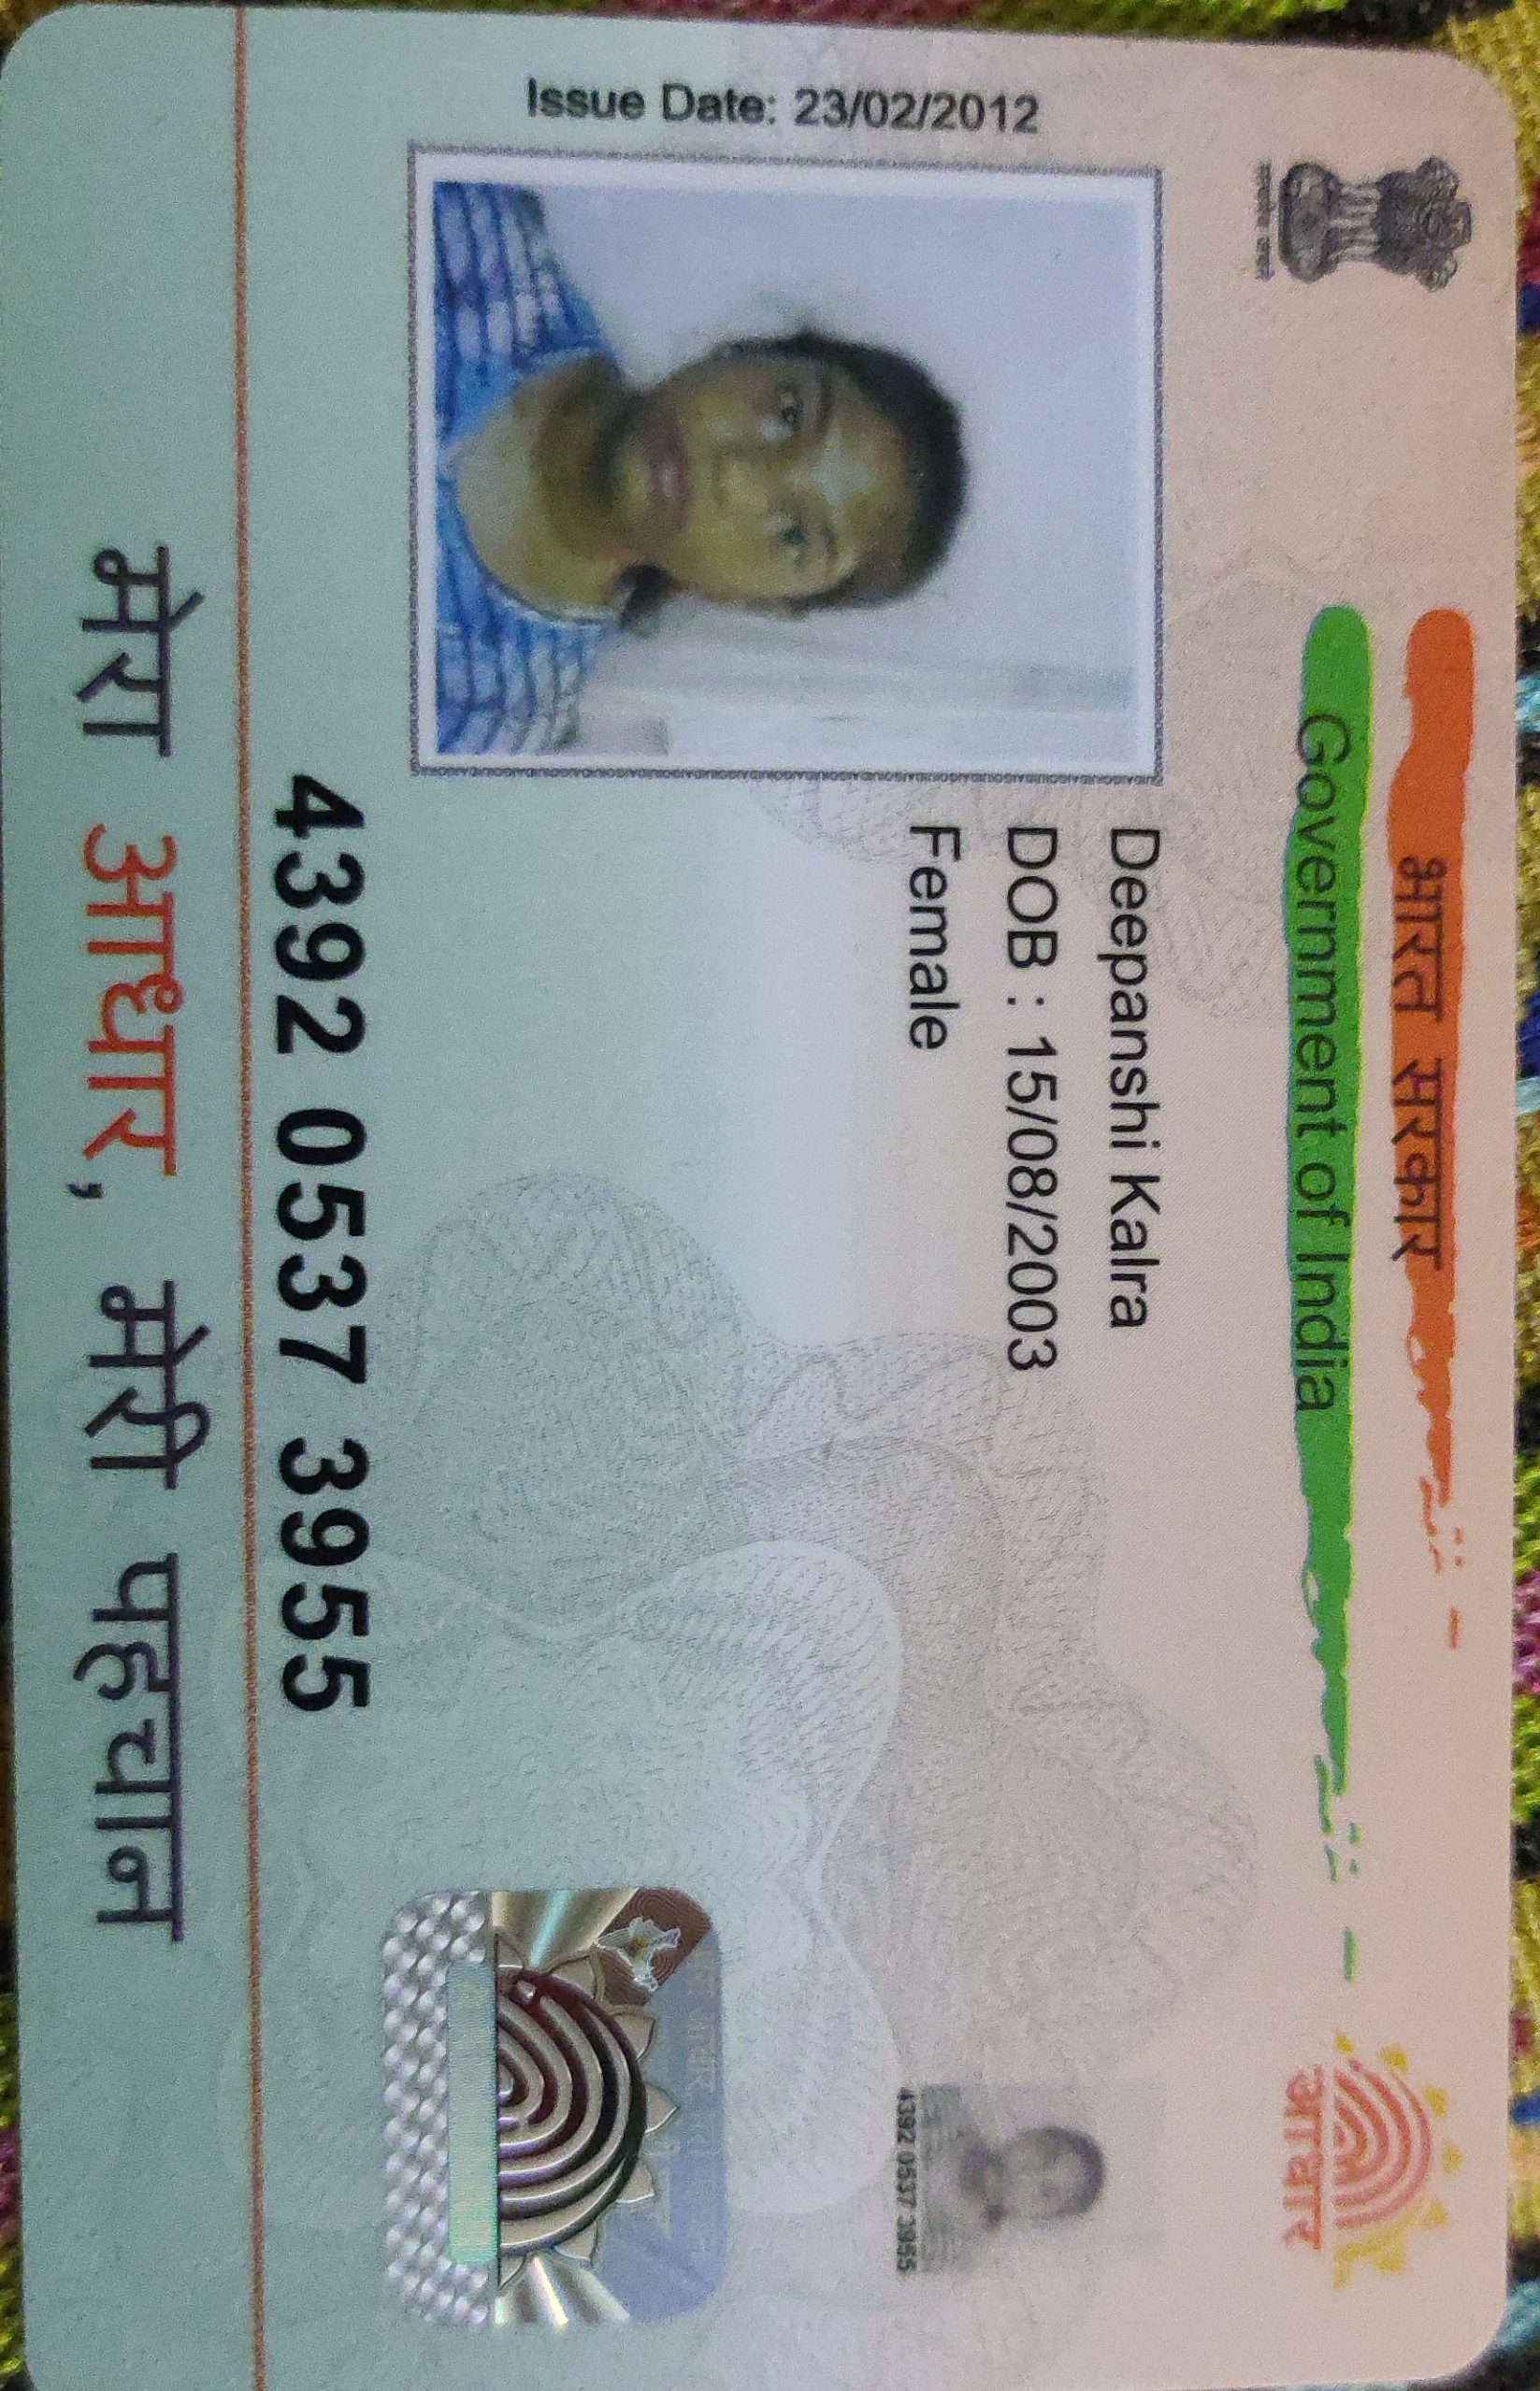 भारत सरकार
Government of India
आधार
Issue Date: 23/02/2012
Deepanshi Kalra
DOB : 15/08/2003
Female
4392 0537 3955
4392 0537 3955
मेरा आधार, मेरी पहचान